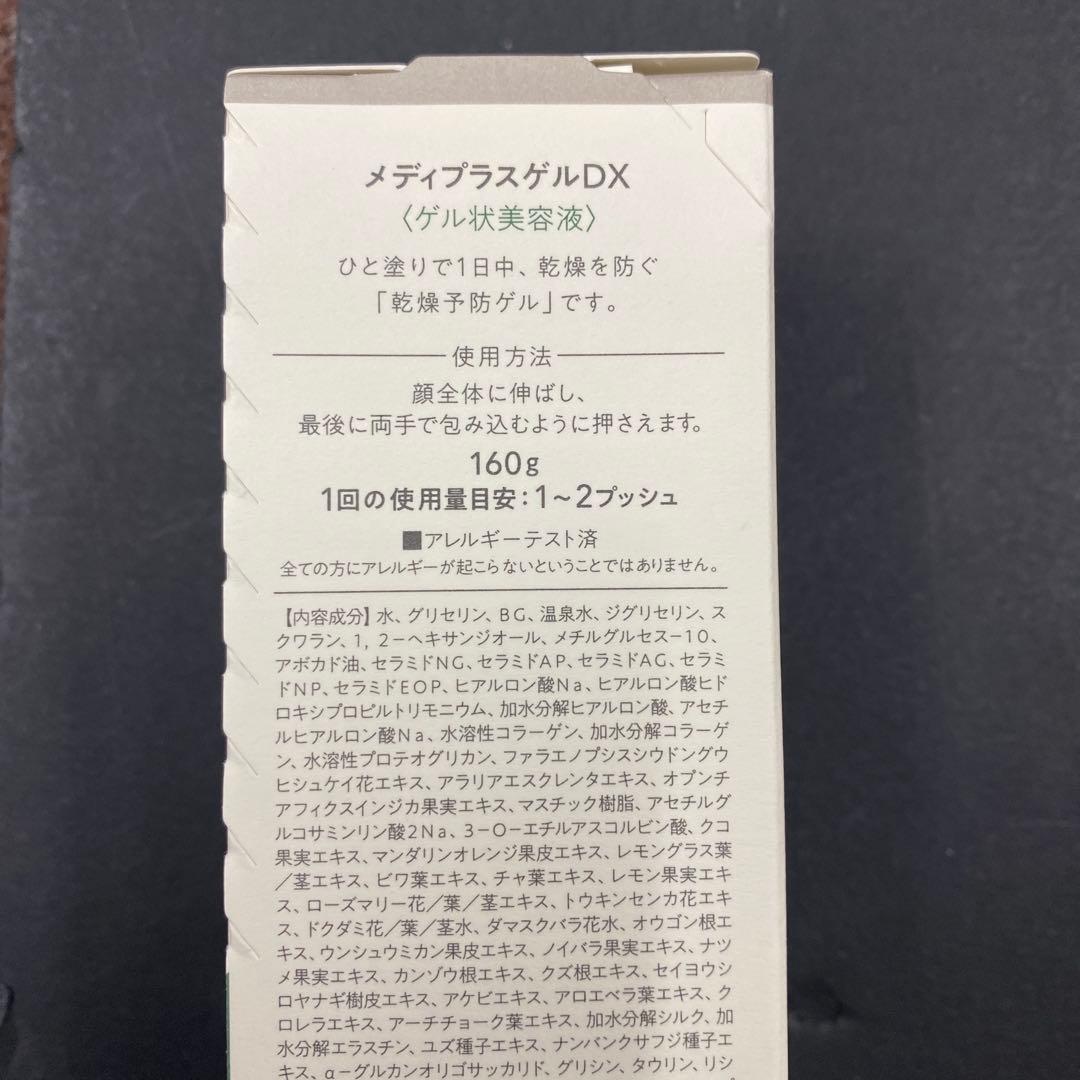 メディプラスゲルDX
〈ゲル状美容液〉
ひと塗りで1日中、乾燥を防ぐ
「乾燥予防ゲル」です。
使用方法
顔全体に伸ばし、
最後に両手で包み込むように押さえます。
160g
1回の使用量目安：1～2プッシュ
■アレルギーテスト済
全ての方にアレルギーが起こらないということではありません。
【内容成分】水、グリセリン、BG、温泉水、ジグリセリン、ス
クワラン、1，2－ヘキサンジオール、メチルグルセス－10、
アボカド油、セラミドNG、セラミドAP、セラミドAG、セラミ
ドNP、セラミドEOP、ヒアルロン酸Na、ヒアルロン酸ヒド
ロキシプロピルトリモニウム、加水分解ヒアルロン酸、アセチ
ルヒアルロン酸Na、水溶性コラーゲン、加水分解コラーゲ
ン、水溶性プロテオグリカン、ファラエノプシスシウドングウ
ヒシュケイ花エキス、アラリアエスクレンタエキス、オプンチ
アフィクスインジカ果実エキス、マスチック樹脂、アセチルグ
ルコサミンリン酸2Na、3－O－エチルアスコルビン酸、クコ
果実エキス、マンダリンオレンジ果皮エキス、レモングラス葉
／茎エキス、ビワ葉エキス、チャ葉エキス、レモン果実エキ
ス、ローズマリー花／葉／茎エキス、トウキンセンカ花エキ
ス、ドクダミ花／葉／茎水、ダマスクバラ花水、オウゴン根エ
キス、ウンシュウミカン果皮エキス、ノイバラ果実エキス、ナツ
メ果実エキス、カンゾウ根エキス、クズ根エキス、セイヨウシ
ロヤナギ樹皮エキス、アケビエキス、アロエベラ葉エキス、ク
ロレラエキス、アーチチョーク葉エキス、加水分解シルク、加
水分解エラスチン、ユズ種子エキス、ナンバンクサフジ種子エ
キス、α－グルカンオリゴサッカリド、グリシン、タウリン、リシ